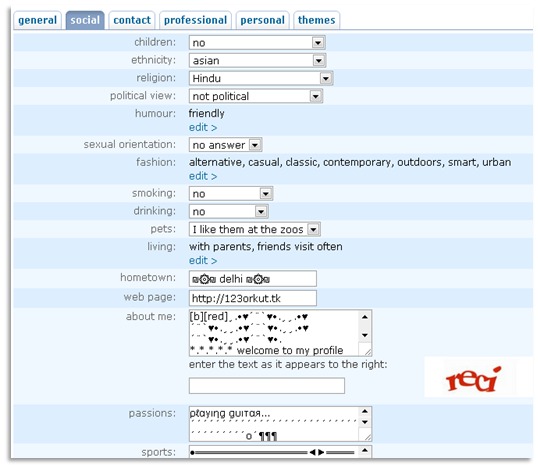 general social contact professional personal themes
children: no
ethnicity: asian
religion: Hindu
political view: not political
humour: friendly
edit >
sexual orientation: no answer
fashion: alternative, casual, classic, contemporary, outdoors, smart, urban
edit >
smoking: no
drinking: no
pets: I like them at the zoos
living: with parents, friends visit often
edit >
hometown: ₪۞₪ delhi ₪۞₪
web page: http://123orkut.tk
about me: [b][red]¸.•♥´¨`♥•.¸¸.•♥
´¨`♥•.¸¸.•♥´¨`♥•.¸¸.•♥
´¨`♥•.¸¸.•♥´¨`♥•.
*.*.*.*.* welcome to my profile
enter the text as it appears to the right:
reci
passions: ρℓαyιηg gυιтαя...
´´´´´´´´´´´´´´´´´´´´´´´´´´´
´´´´´´´´´o´¶¶¶
sports: ●══════════════◄►═══